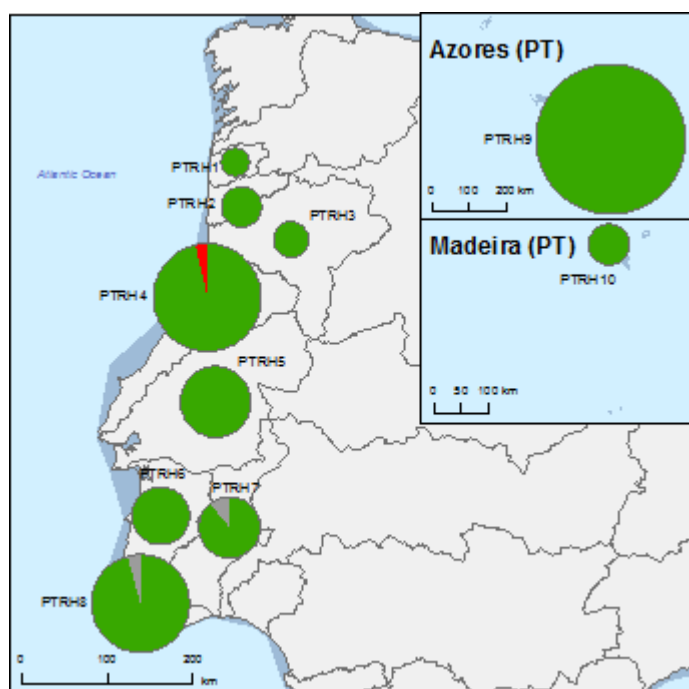 Azores (PT)
PTRH9
0 100 200 km
Madeira (PT)
PTRH10
0 50 100 km
Atlantic Ocean
PTRH1
PTRH2
PTRH3
PTRH4
PTRH5
PTRH6
PTRH7
PTRH8
0 100 200
km